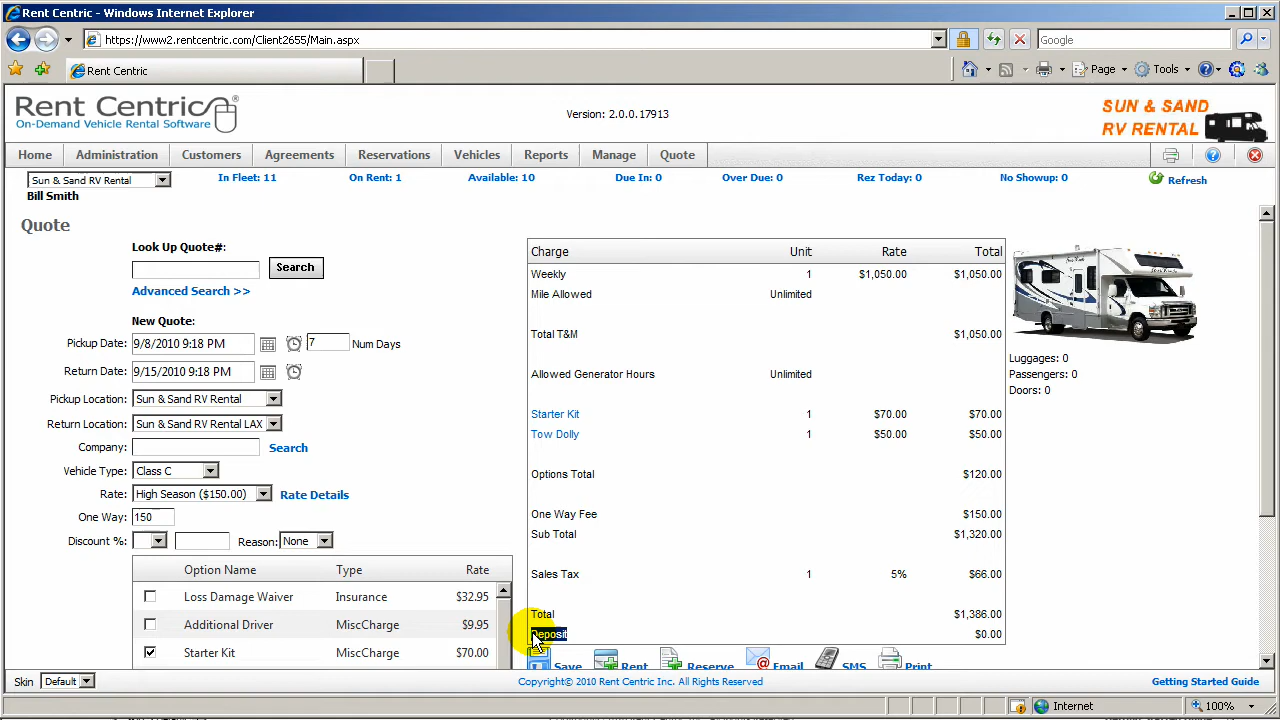 Rent Centric - Windows Internet Explorer
https://www2.rentcentric.com/Client2655/Main.aspx
Google
Rent Centric
Page
Tools
Rent Centric®
On-Demand Vehicle Rental Software
Version: 2.0.0.17913
SUN & SAND
RV RENTAL
Home Administration Customers Agreements Reservations Vehicles Reports Manage Quote
Sun & Sand RV Rental In Fleet: 11 On Rent: 1 Available: 10 Due In: 0 Over Due: 0 Rez Today: 0 No Showup: 0 Refresh
Bill Smith
Quote
Look Up Quote#:
Search
Advanced Search >>
New Quote:
Pickup Date: 9/8/2010 9:18 PM 7 Num Days
Return Date: 9/15/2010 9:18 PM
Pickup Location: Sun & Sand RV Rental
Return Location: Sun & Sand RV Rental LAX
Company: Search
Vehicle Type: Class C
Rate: High Season ($150.00) Rate Details
One Way: 150
Discount %: Reason: None
Option Name Type Rate
Loss Damage Waiver Insurance $32.95
Additional Driver MiscCharge $9.95
Starter Kit MiscCharge $70.00
Charge Unit Rate Total
Weekly 1 $1,050.00 $1,050.00
Mile Allowed Unlimited
Total T&M $1,050.00
Allowed Generator Hours Unlimited
Starter Kit 1 $70.00 $70.00
Tow Dolly 1 $50.00 $50.00
Options Total $120.00
One Way Fee $150.00
Sub Total $1,320.00
Sales Tax 1 5% $66.00
Total $1,386.00
Deposit $0.00
Save Rent Reserve Email SMS Print
Luggages: 0
Passengers: 0
Doors: 0
Skin Default Copyright© 2010 Rent Centric Inc. All Rights Reserved Getting Started Guide
Internet 100%